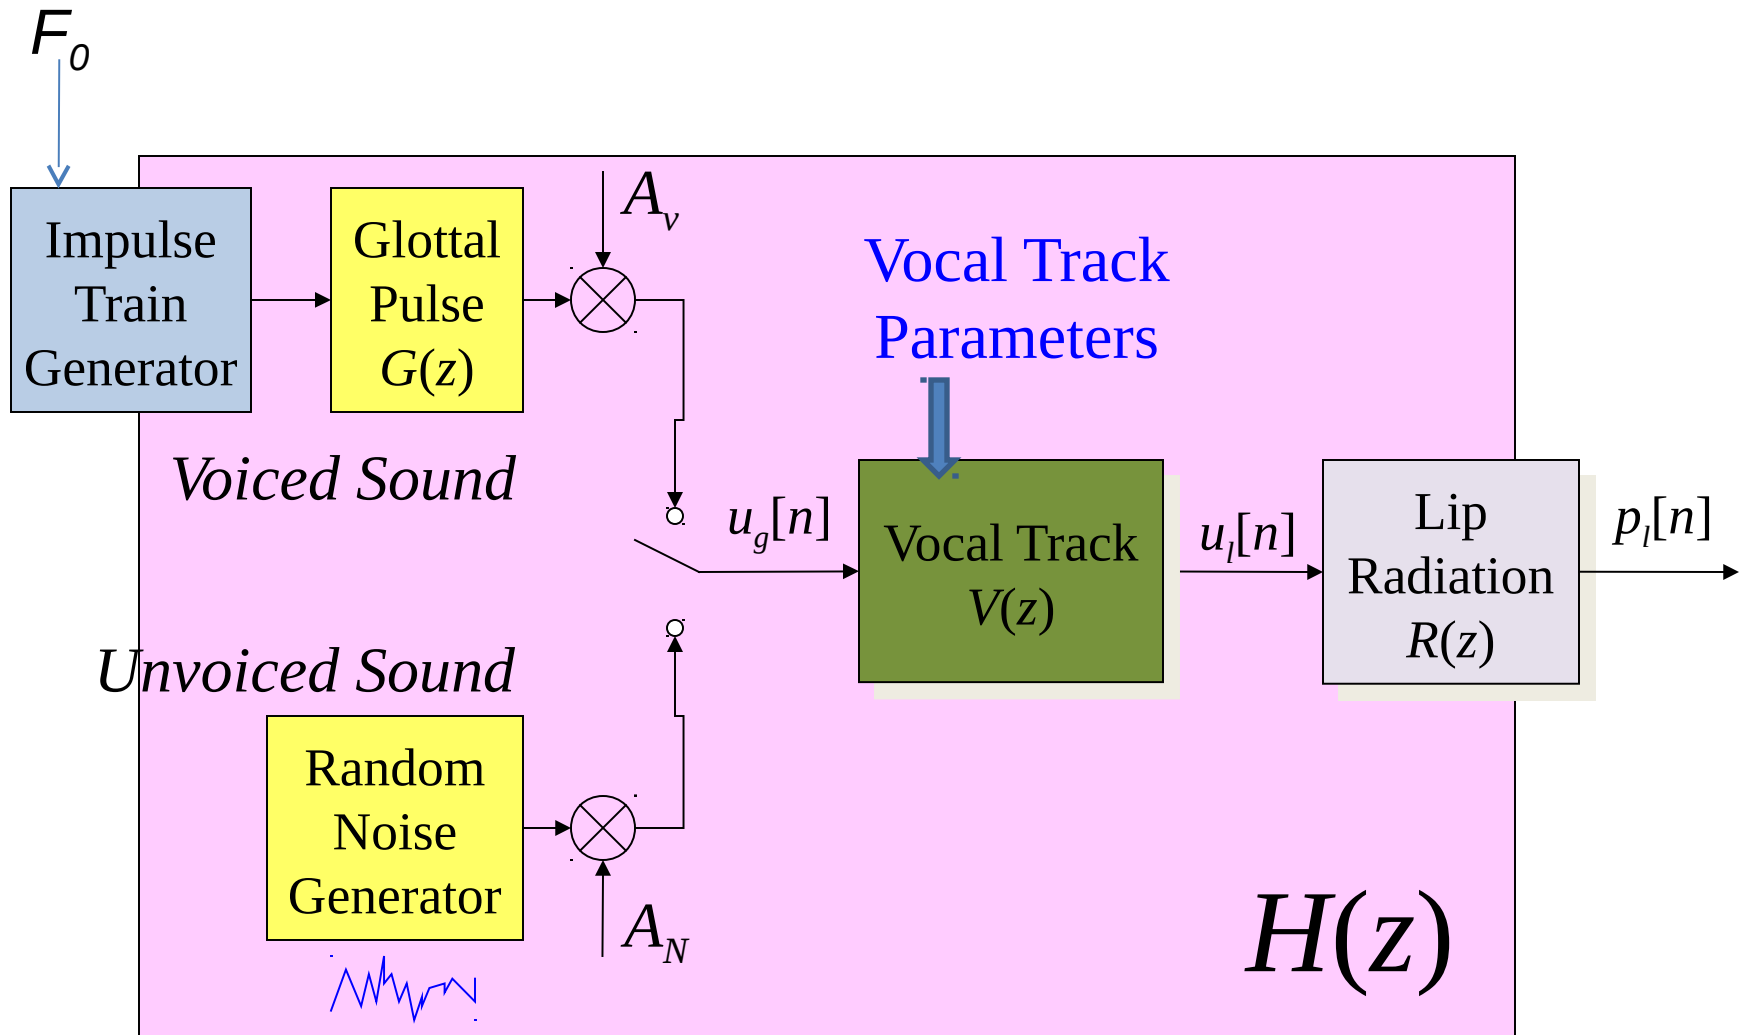 F0
Impulse
Train
Generator
Glottal
Pulse
G(z)
Av
Vocal Track
Parameters
Voiced Sound
ug[n]
Vocal Track
V(z)
ul[n]
Lip
Radiation
R(z)
pl[n]
Unvoiced Sound
Random
Noise
Generator
AN
H(z)